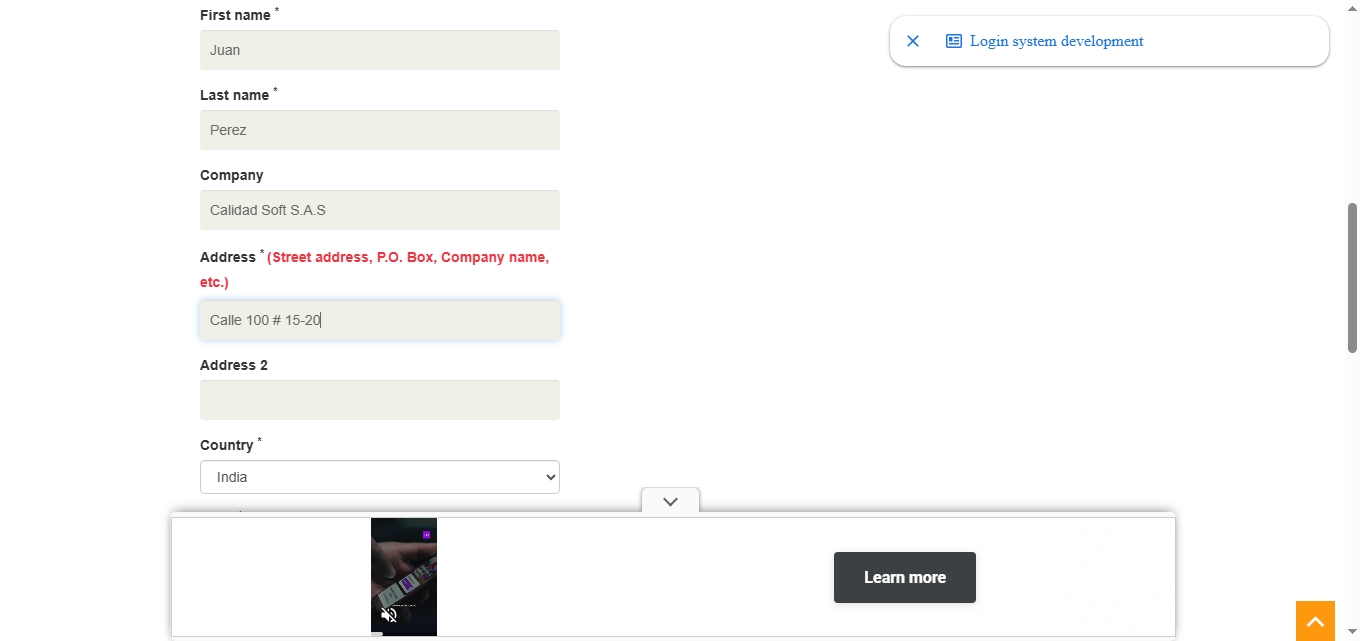 First name *
Juan
Last name *
Perez
Company
Calidad Soft S.A.S
Address * (Street address, P.O. Box, Company name,
etc.)
Calle 100 # 15-20
Address 2
Country *
India
Login system development
Learn more